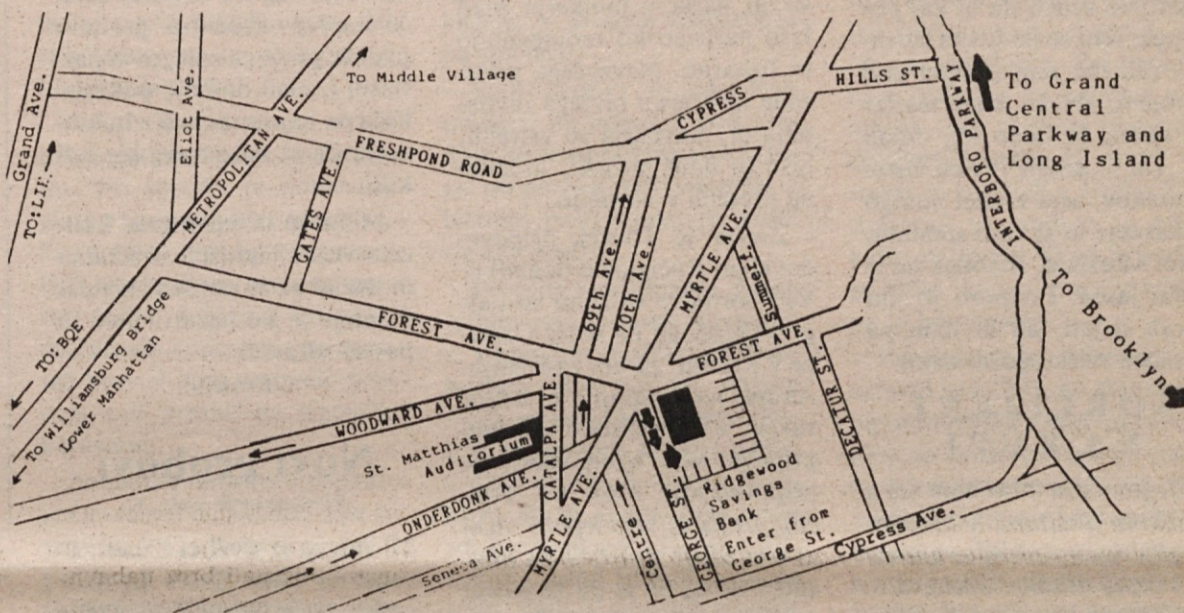 Grand Ave.
TO:LIE.
Eliot Ave.
METROPOLITAN AVE.
To Middle Village
GATES AVE.
FRESHPOND ROAD
CYPRESS
HILLS ST.
INTERBORO PARKWAY
To Grand
Central
Parkway and
Long Island
To Brooklyn
69th Ave.
70th Ave.
MYRTLE AVE.
Summerf.
FOREST AVE.
FOREST AVE.
TO:BQE
To Williamsburg Bridge
Lower Manhattan
WOODWARD AVE.
St. Matthias
Auditorium
CATALPA AVE.
ONDERDONK AVE.
Seneca Ave.
MYRTLE AVE.
Centre
GEORGE ST.
Ridgewood
Savings
Bank
Enter from
George St.
DECATUR ST.
Cypress Ave.